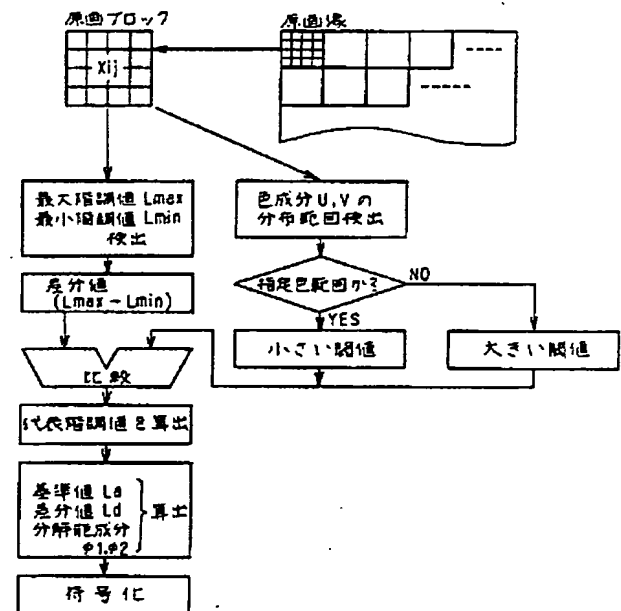 原画ブロック
原画像
Xij
最大階調値 Lmax
最小階調値 Lmin
検出
色成分U,Vの
分布範囲検出
差分値
(Lmax-Lmin)
指定色範囲か?
NO
YES
小さい閾値
大きい閾値
比較
代表階調値を算出
基準値 La
差分値 Ld
分解能成分
φ1.φ2
算出
符号化